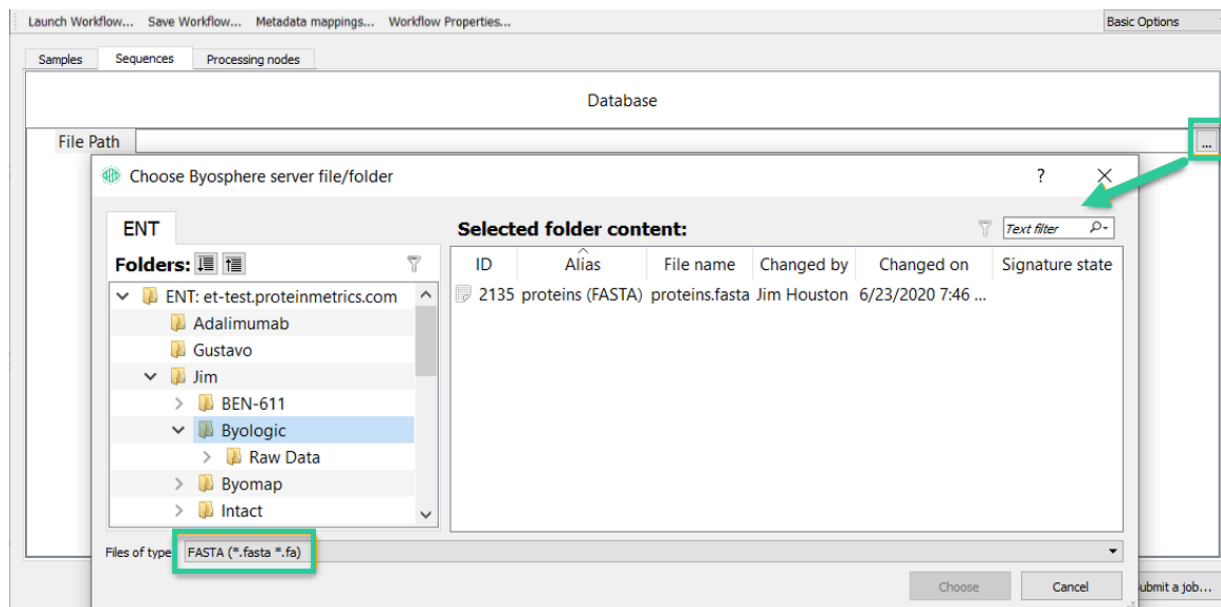 Launch Workflow... Save Workflow... Metadata mappings... Workflow Properties... Basic Options
Samples Sequences Processing nodes
Database
File Path ...
Choose Byosphere server file/folder ? ×
ENT Selected folder content: Text filter
Folders: ID Alias File name Changed by Changed on Signature state
ENT: et-test.proteinmetrics.com 2135 proteins (FASTA) proteins.fasta Jim Houston 6/23/2020 7:46 ...
Adalimumab
Gustavo
Jim
BEN-611
Byologic
Raw Data
Byomap
Intact
Files of type FASTA (*.fasta *.fa)
Choose Cancel ubmit a job...